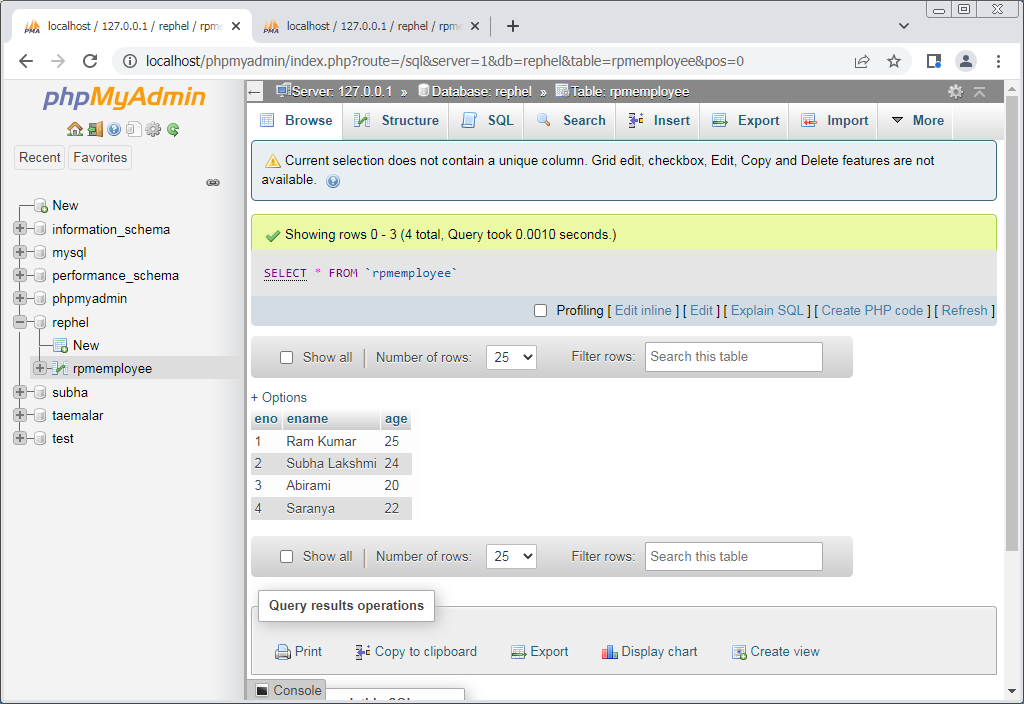 localhost / 127.0.0.1 / rephel / rpm
localhost / 127.0.0.1 / rephel / rpm
localhost/phpmyadmin/index.php?route=/sql&server=1&db=rephel&table=rpmemployee&pos=0
phpMyAdmin
Recent Favorites
New
information_schema
mysql
performance_schema
phpmyadmin
rephel
New
rpmemployee
subha
taemalar
test
Server: 127.0.0.1 » Database: rephel » Table: rpmemployee
Browse Structure SQL Search Insert Export Import More
Current selection does not contain a unique column. Grid edit, checkbox, Edit, Copy and Delete features are not
available.
Showing rows 0 - 3 (4 total, Query took 0.0010 seconds.)
SELECT * FROM `rpmemployee`
Profiling [ Edit inline ] [ Edit ] [ Explain SQL ] [ Create PHP code ] [ Refresh ]
Show all | Number of rows: 25 Filter rows: Search this table
+ Options
eno ename age
1 Ram Kumar 25
2 Subha Lakshmi 24
3 Abirami 20
4 Saranya 22
Show all | Number of rows: 25 Filter rows: Search this table
Query results operations
Print Copy to clipboard Export Display chart Create view
Console